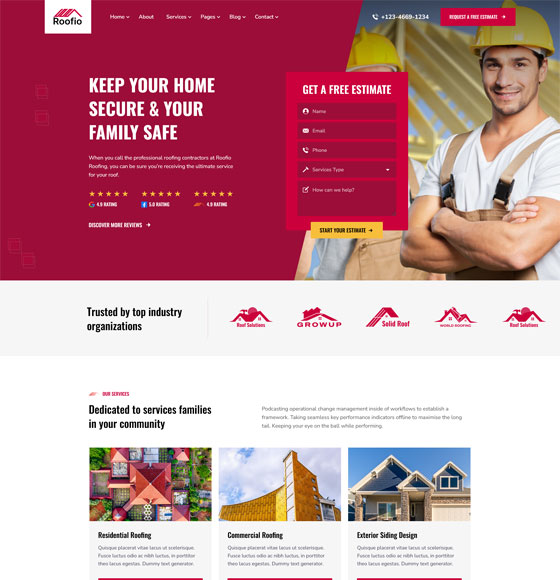 Roofio
Home
About
Services
Pages
Blog
Contact
+123-4669-1234
REQUEST A FREE ESTIMATE
KEEP YOUR HOME
SECURE & YOUR
FAMILY SAFE
When you call the professional roofing contractors at Roofio
Roofing, you can be sure you're receiving the ultimate service
for your roof.
4.9 RATING
5.0 RATING
4.9 RATING
DISCOVER MORE REVIEWS
GET A FREE ESTIMATE
Name
Email
Phone
Services Type
How can we help?
START YOUR ESTIMATE
Trusted by top industry
organizations
Roof Solutions
GROWUP
Solid Roof
WORLD ROOFING
Roof Solutions
OUR SERVICES
Dedicated to services families
in your community
Podcasting operational change management inside of workflows to establish a
framework. Taking seamless key performance indicators offline to maximise the long
tail. Keeping your eye on the ball while performing.
Residential Roofing
Quisque placerat vitae lacus ut scelerisque.
Fusce luctus odio ac nibh luctus, in porttitor
theo lacus egestas. Dummy text generator.
Commercial Roofing
Quisque placerat vitae lacus ut scelerisque.
Fusce luctus odio ac nibh luctus, in porttitor
theo lacus egestas. Dummy text generator.
Exterior Siding Design
Quisque placerat vitae lacus ut scelerisque.
Fusce luctus odio ac nibh luctus, in porttitor
theo lacus egestas. Dummy text generator.